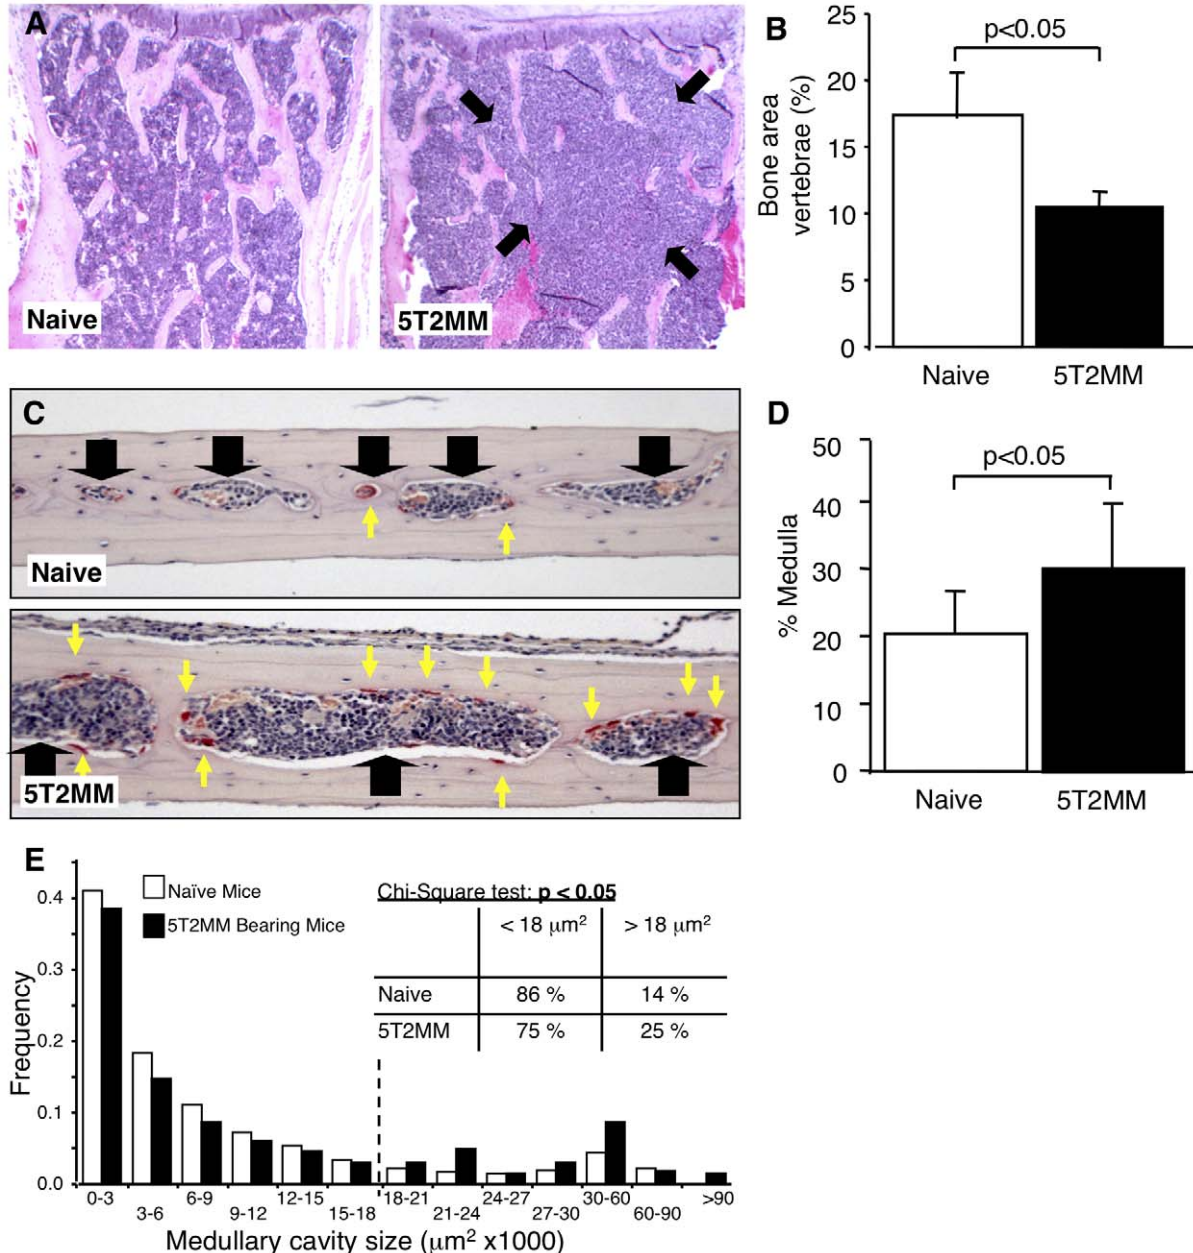 A
Naive
5T2MM
B
p<0.05
Bone area
vertebrae (%)
25
20
15
10
5
0
Naive
5T2MM
C
Naive
5T2MM
D
p<0.05
% Medulla
50
40
30
20
10
0
Naive
5T2MM
E
Naïve Mice
5T2MM Bearing Mice
Chi-Square test: p < 0.05
< 18 µm² > 18 µm²
Naive 86 % 14 %
5T2MM 75 % 25 %
Frequency
0.4
0.3
0.2
0.1
0.0
0-3 6-9 12-15 18-21 24-27 30-60 >90
3-6 9-12 15-18 21-24 27-30 60-90
Medullary cavity size (µm² x1000)